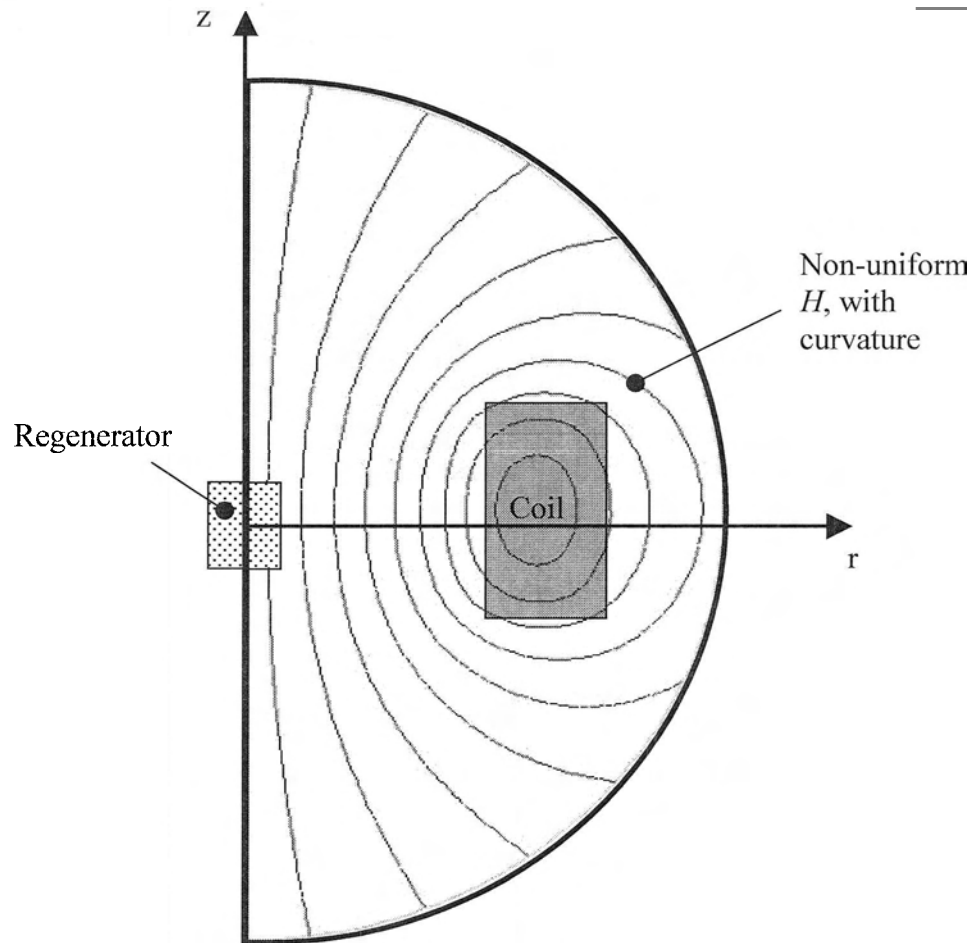 z
Non-uniform
H, with
curvature
Regenerator
Coil
r